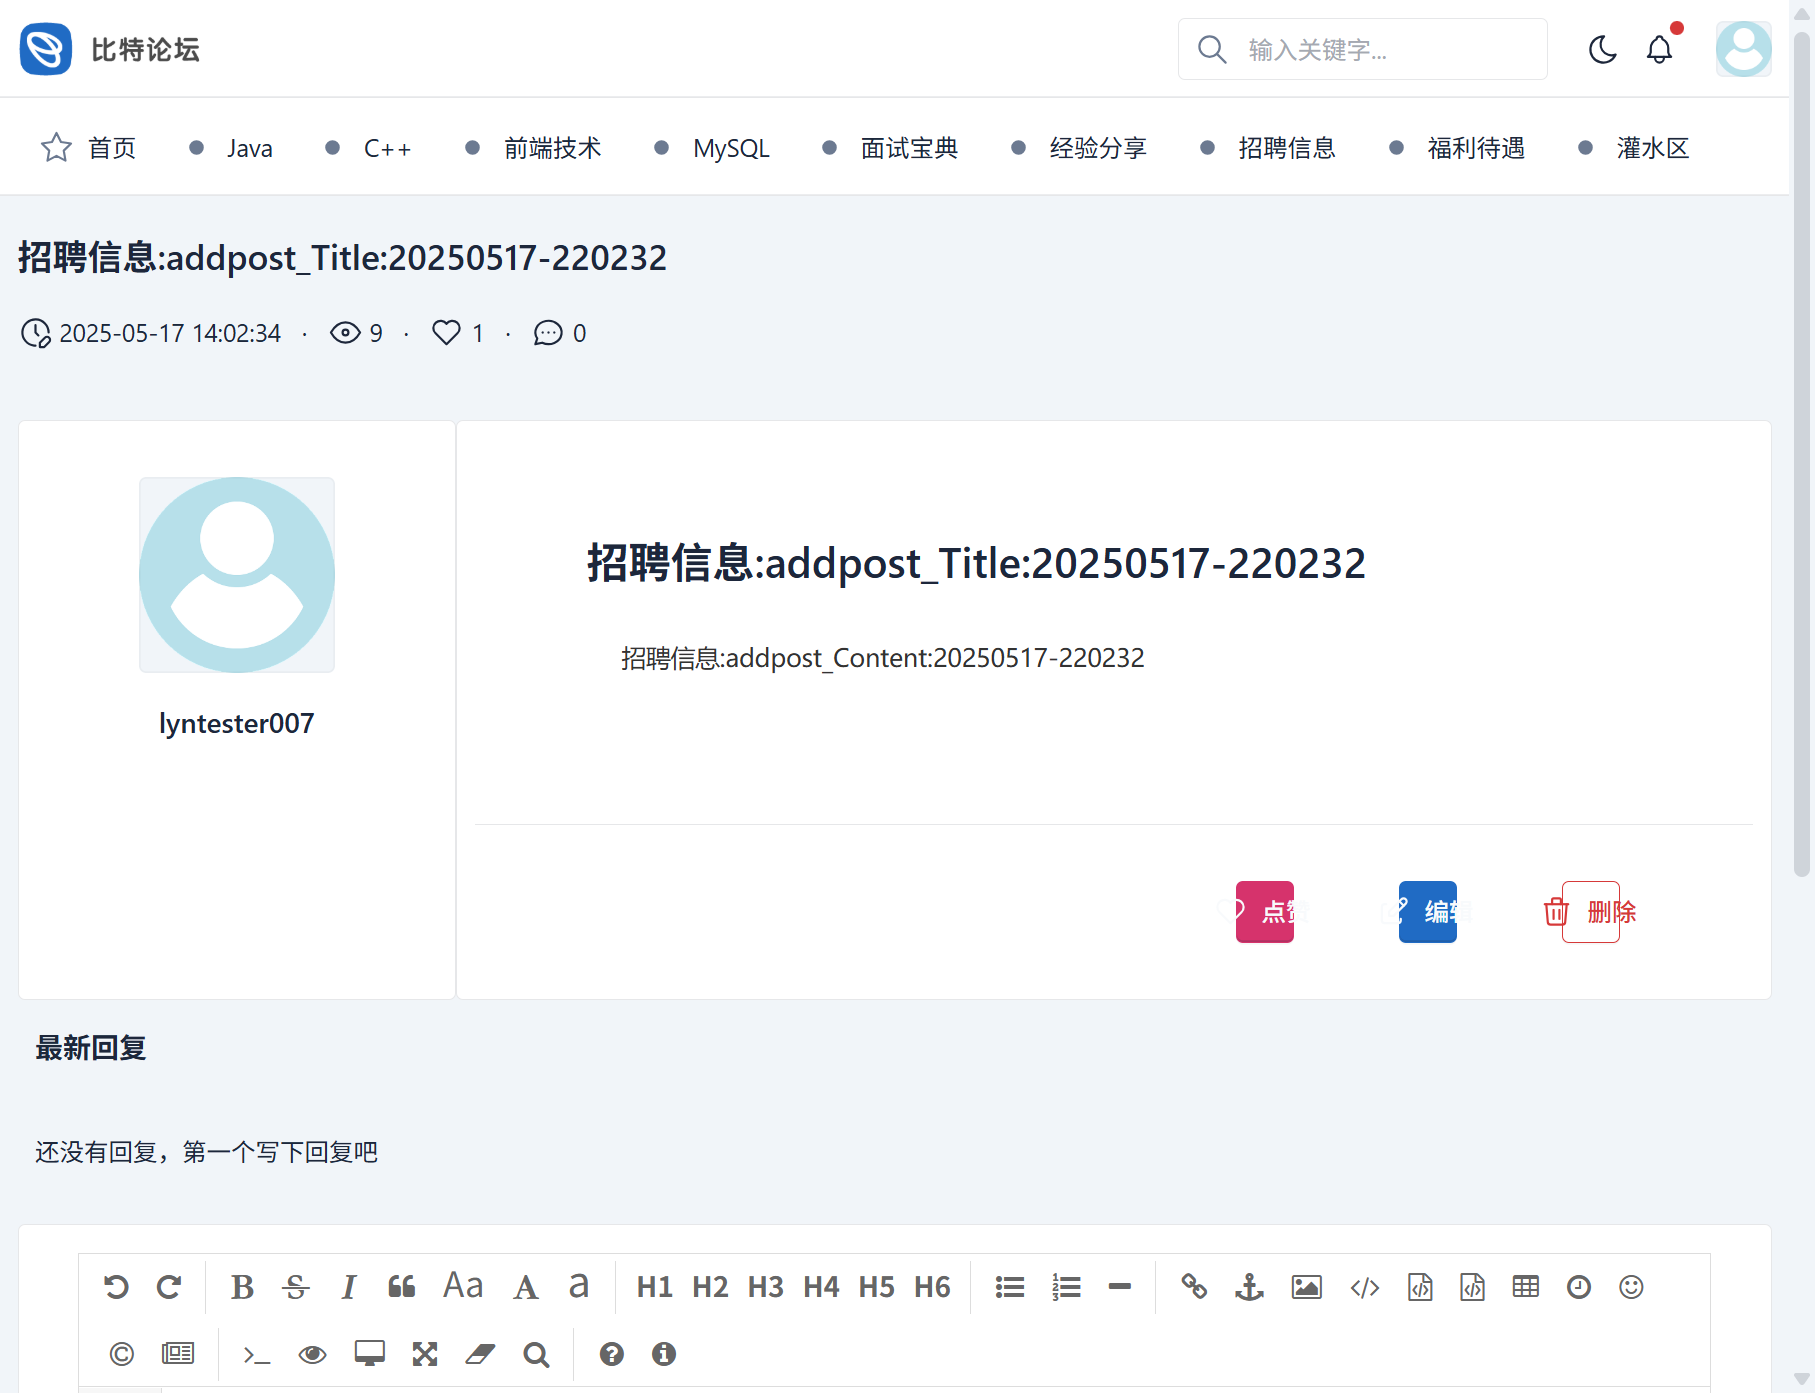 比特论坛
输入关键字...
首页 Java C++ 前端技术 MySQL 面试宝典 经验分享 招聘信息 福利待遇 灌水区
招聘信息:addpost_Title:20250517-220232
2025-05-17 14:02:34 · 9 · 1 · 0
招聘信息:addpost_Title:20250517-220232
招聘信息:addpost_Content:20250517-220232
lyntester007
点赞 编辑 删除
最新回复
还没有回复，第一个写下回复吧
B S I Aa A a H1 H2 H3 H4 H5 H6